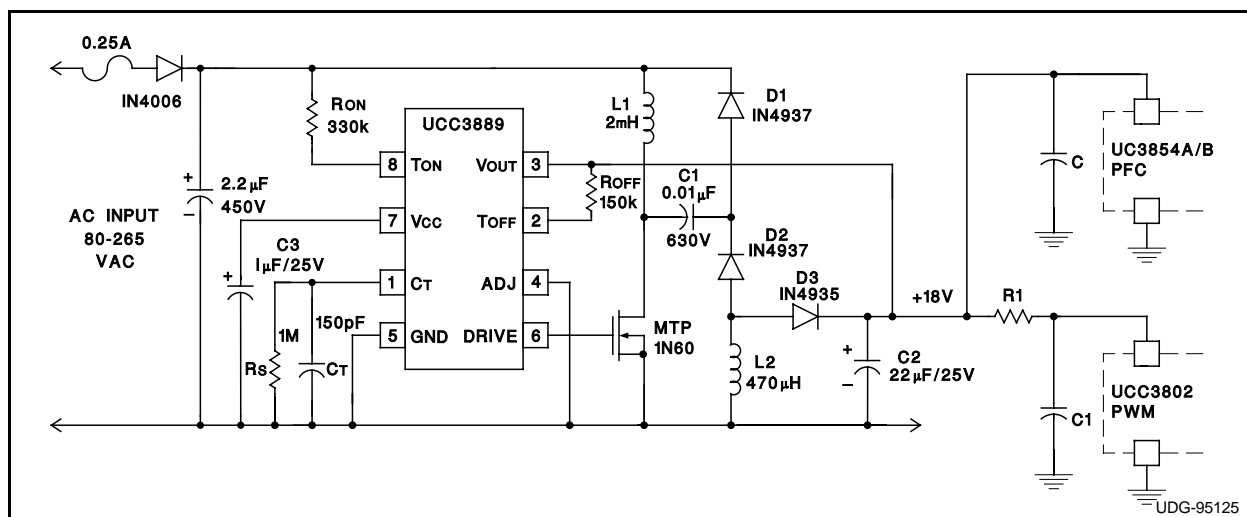 0.25A
IN4006
RON
330k
UCC3889
L1
2mH
D1
IN4937
8 TON
VOUT 3
ROFF
150k
C1
0.01µF
630V
C
UC3854A/B
PFC
+
2.2µF
450V
–
AC INPUT
80-265
VAC
7 VCC
TOFF 2
D2
IN4937
C3
1µF/25V
+
1 CT
ADJ 4
D3
IN4935
+18V
R1
1M
150pF
5 GND
DRIVE 6
MTP
1N60
RS
CT
L2
470µH
+
–
C2
22µF/25V
C1
UCC3802
PWM
UDG-95125